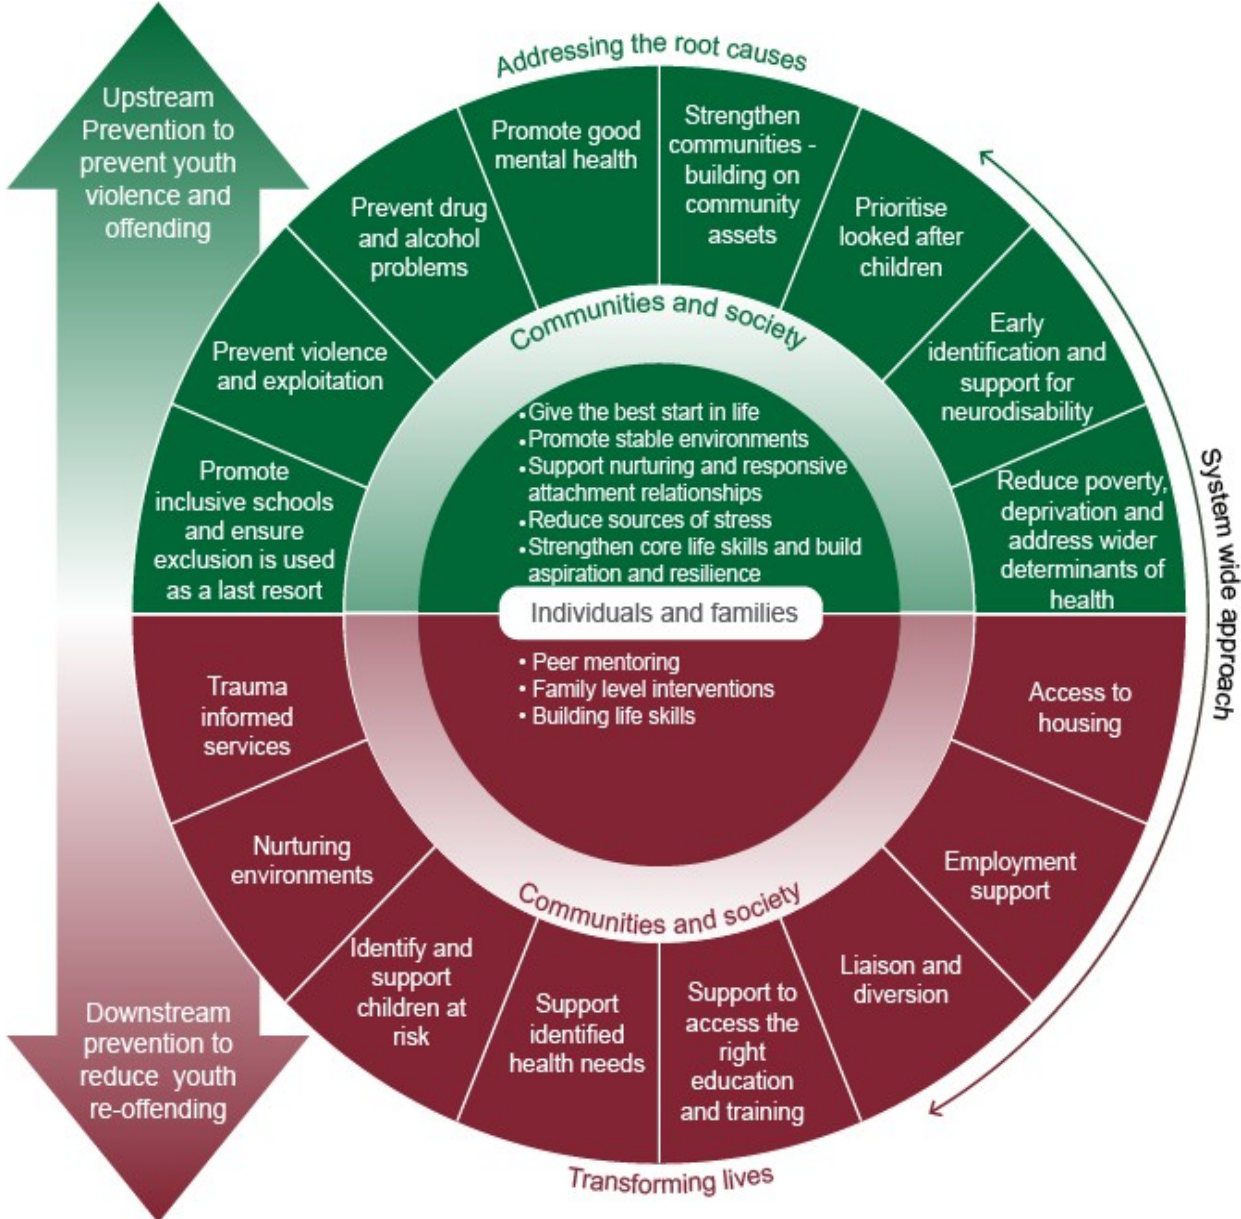 Addressing the root causes
Upstream
Prevention to
prevent youth
violence and
offending
Promote
inclusive schools
and ensure
exclusion is used
as a last resort
Prevent violence
and exploitation
Prevent drug
and alcohol
problems
Promote good
mental health
Strengthen
communities -
building on
community
assets
Prioritise
looked after
children
Early
identification and
support for
neurodisability
Reduce poverty,
deprivation and
address wider
determinants of
health
Communities and society
•Give the best start in life
•Promote stable environments
•Support nurturing and responsive
attachment relationships
•Reduce sources of stress
•Strengthen core life skills and build
aspiration and resilience
Individuals and families
• Peer mentoring
• Family level interventions
• Building life skills
Communities and society
Trauma
informed
services
Nurturing
environments
Identify and
support
children at
risk
Support
identified
health needs
Support to
access the
right
education
and training
Liaison and
diversion
Employment
support
Access to
housing
System wide approach
Downstream
prevention to
reduce youth
re-offending
Transforming lives